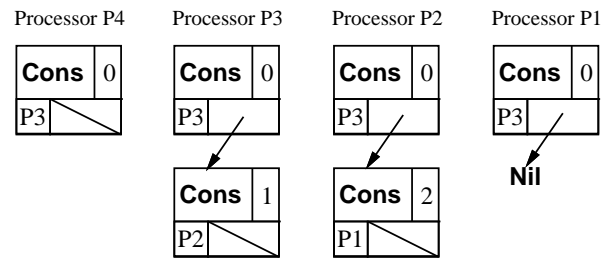 Processor P4 Processor P3 Processor P2 Processor P1
Cons 0 Cons 0 Cons 0 Cons 0
P3 P3 P3 P3
Cons 1 Cons 2 Nil
P2 P1